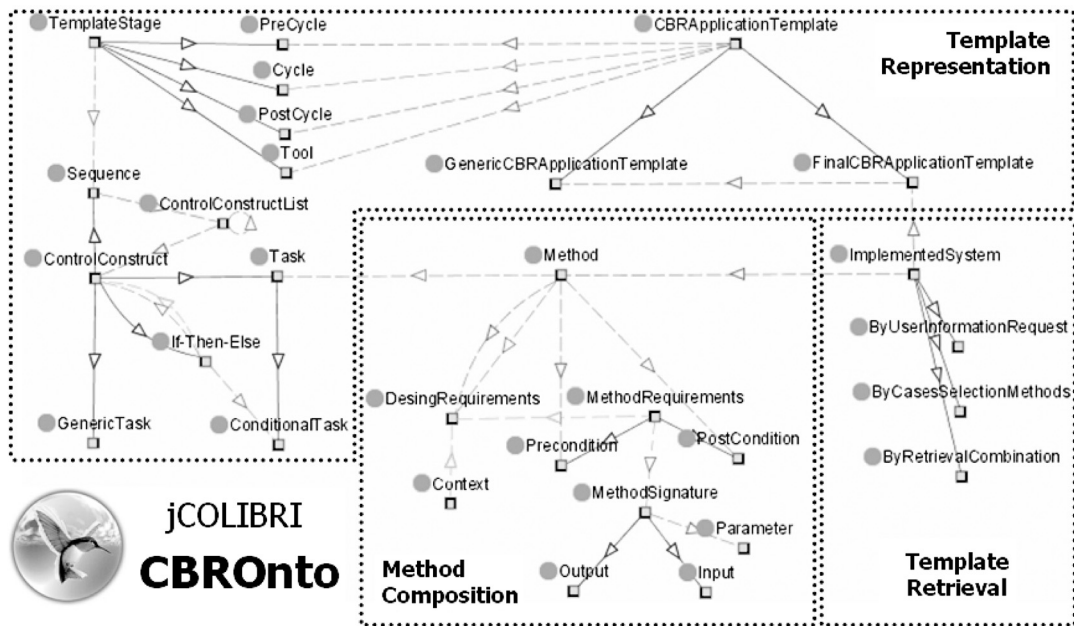 TemplateStage
PreCycle
CBRApplicationTemplate
Template
Representation
Cycle
PostCycle
Tool
GenericCBRApplicationTemplate
FinalCBRApplicationTemplate
Sequence
ControlConstructList
ControlConstruct
Task
Method
ImplementedSystem
If-Then-Else
ByUserInformationRequest
DesingRequirements
MethodRequirements
ByCasesSelectionMethods
GenericTask
ConditionalTask
Precondition
PostCondition
ByRetrievalCombination
Context
MethodSignature
Parameter
jCOLIBRI
CBROnto
Method
Composition
Output
Input
Template
Retrieval